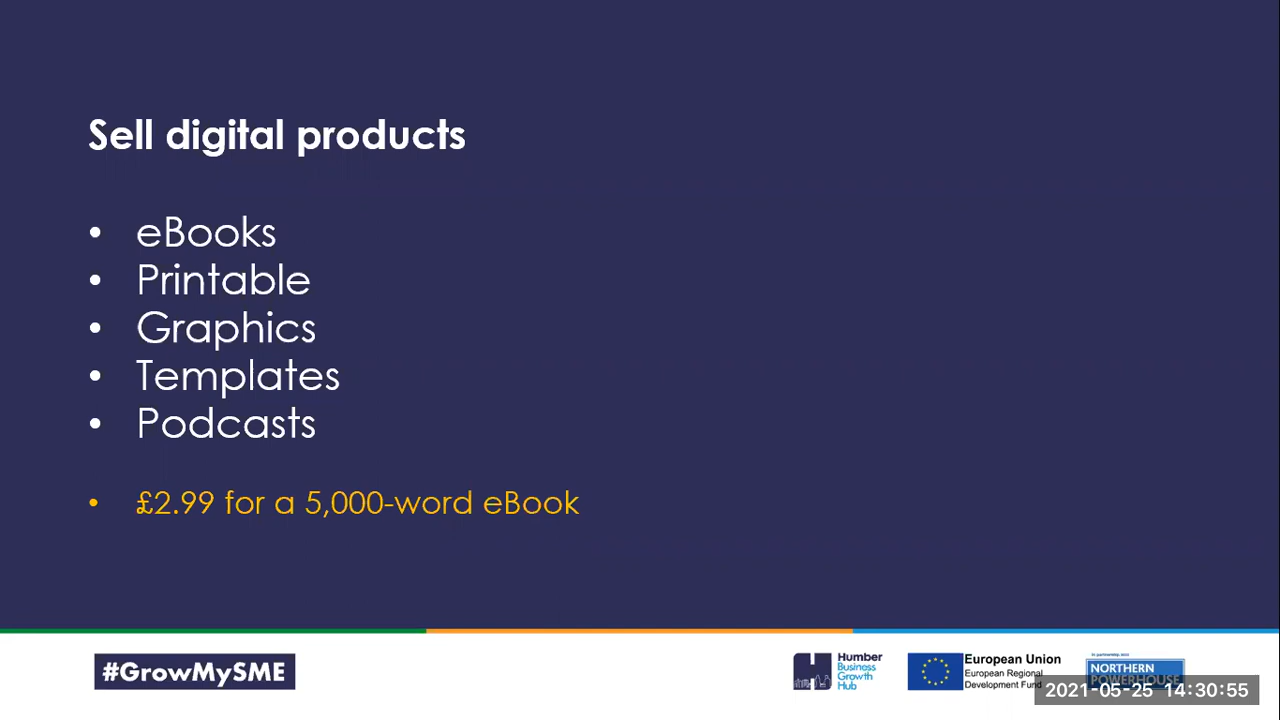 Sell digital products
• eBooks
• Printable
• Graphics
• Templates
• Podcasts
• £2.99 for a 5,000-word eBook
#GrowMySME
Humber
Business
Growth
Hub
European Union
European Regional
Development Fund
NORTHERN
POWERHOUSE
2021-05-25 14:30:55